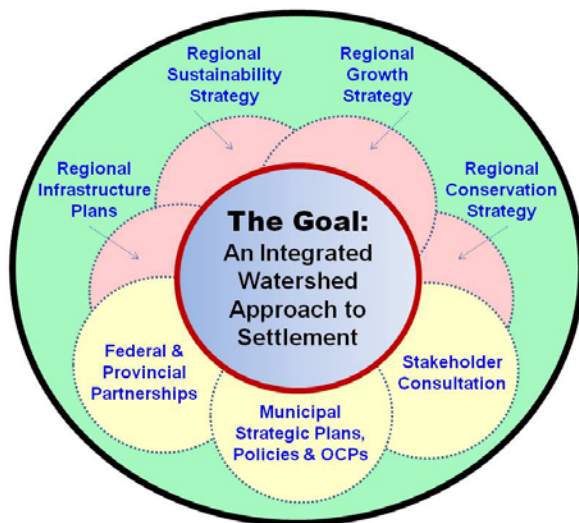 Regional
Sustainability
Strategy
Regional
Growth
Strategy
Regional
Infrastructure
Plans
Regional
Conservation
Strategy
The Goal:
An Integrated
Watershed
Approach to
Settlement
Federal &
Provincial
Partnerships
Stakeholder
Consultation
Municipal
Strategic Plans,
Policies & OCPs